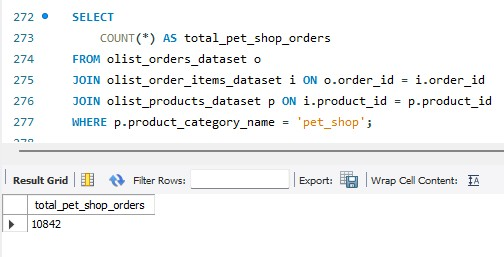 272 SELECT
273 COUNT(*) AS total_pet_shop_orders
274 FROM olist_orders_dataset o
275 JOIN olist_order_items_dataset i ON o.order_id = i.order_id
276 JOIN olist_products_dataset p ON i.product_id = p.product_id
277 WHERE p.product_category_name = 'pet_shop';
Result Grid Filter Rows: Export: Wrap Cell Content:
total_pet_shop_orders
10842